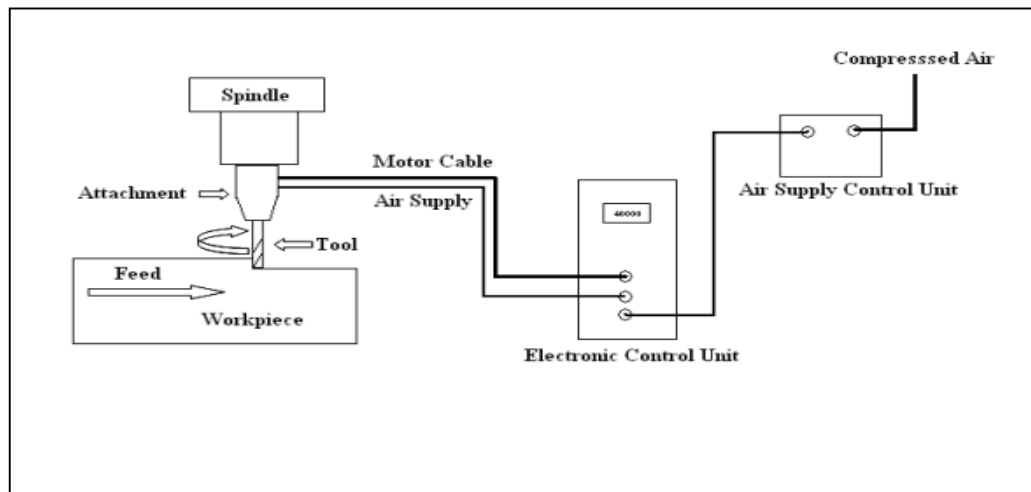 Compresssed Air
Spindle
Motor Cable
Attachment
Air Supply
Air Supply Control Unit
40000
Tool
Feed
Workpiece
Electronic Control Unit